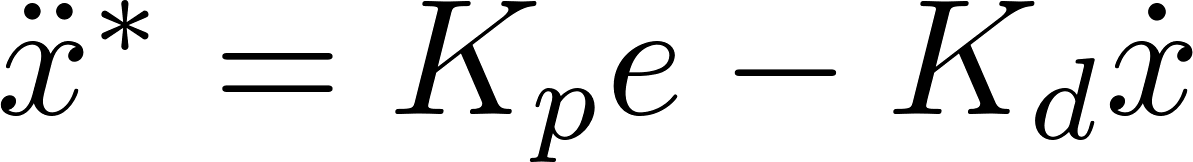 ẍ* = K_p e − K_d ẋ